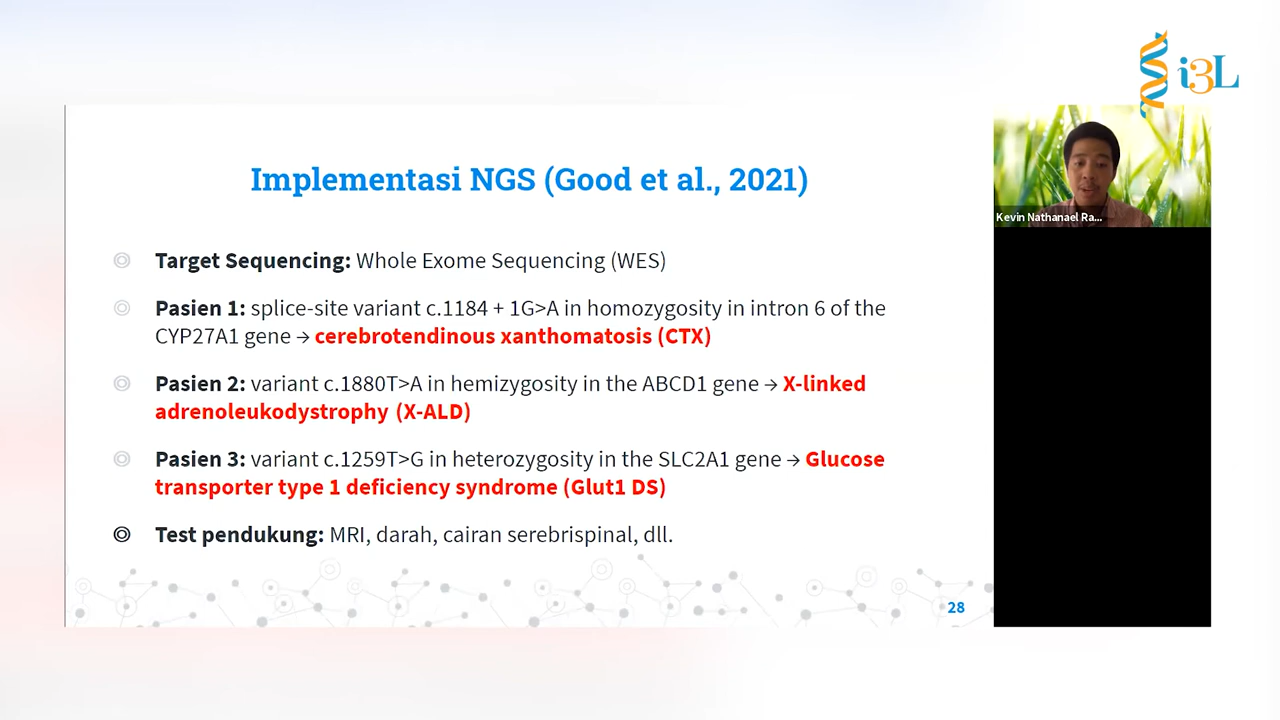 i3L
Implementasi NGS (Good et al., 2021)
Target Sequencing: Whole Exome Sequencing (WES)
Pasien 1: splice-site variant c.1184 + 1G>A in homozygosity in intron 6 of the
CYP27A1 gene → cerebrotendinous xanthomatosis (CTX)
Pasien 2: variant c.1880T>A in hemizygosity in the ABCD1 gene → X-linked
adrenoleukodystrophy (X-ALD)
Pasien 3: variant c.1259T>G in heterozygosity in the SLC2A1 gene → Glucose
transporter type 1 deficiency syndrome (Glut1 DS)
Test pendukung: MRI, darah, cairan serebrispinal, dll.
28
Kevin Nathanael Ra...